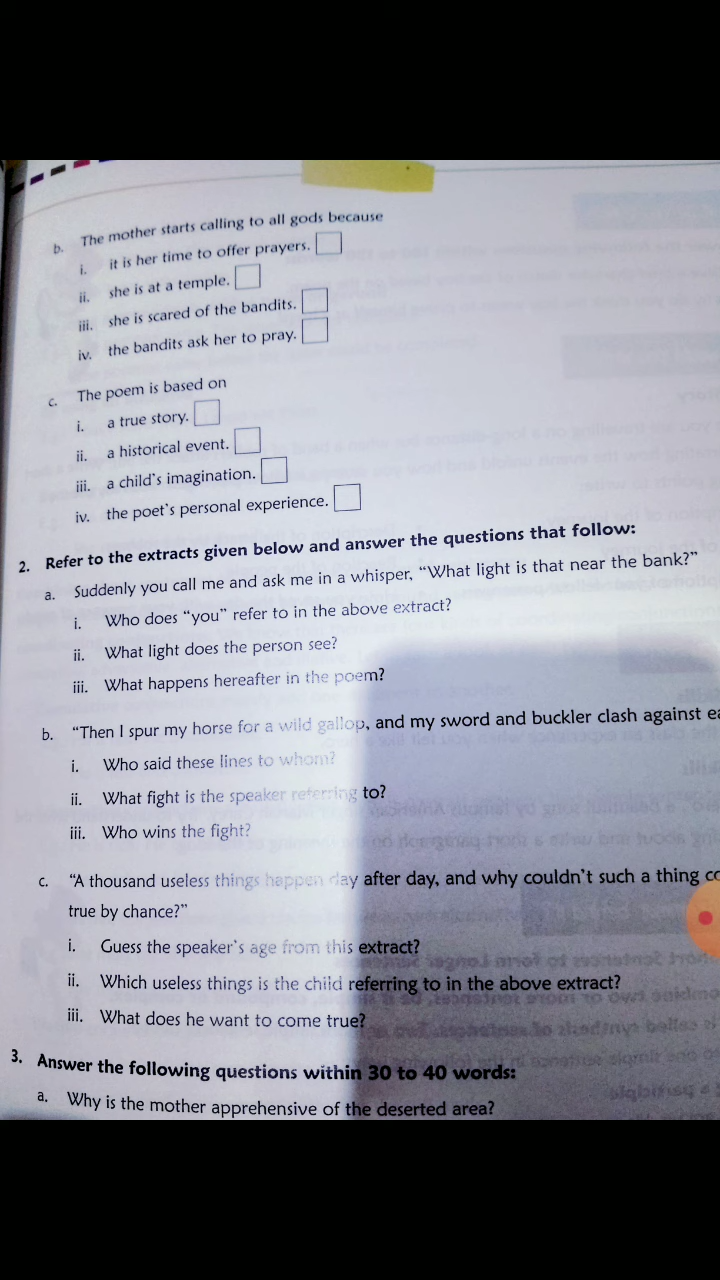 b. The mother starts calling to all gods because
i. it is her time to offer prayers.
ii. she is at a temple.
iii. she is scared of the bandits.
iv. the bandits ask her to pray.
c. The poem is based on
i. a true story.
ii. a historical event.
iii. a child's imagination.
iv. the poet's personal experience.
2. Refer to the extracts given below and answer the questions that follow:
a. Suddenly you call me and ask me in a whisper, “What light is that near the bank?”
i. Who does “you” refer to in the above extract?
ii. What light does the person see?
iii. What happens hereafter in the poem?
b. “Then I spur my horse for a wild gallop, and my sword and buckler clash against
i. Who said these lines to whom?
ii. What fight is the speaker referring to?
iii. Who wins the fight?
c. “A thousand useless things happen day after day, and why couldn't such a thing
true by chance?”
i. Guess the speaker's age from this extract?
ii. Which useless things is the child referring to in the above extract?
iii. What does he want to come true?
3. Answer the following questions within 30 to 40 words:
a. Why is the mother apprehensive of the deserted area?